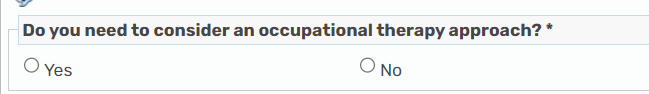 Do you need to consider an occupational therapy approach? *
Yes No